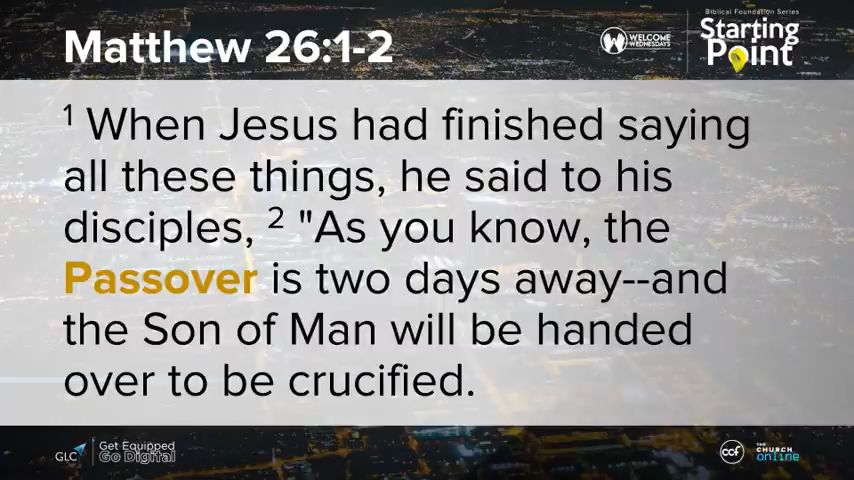 Matthew 26:1-2
WELCOME
WEDNESDAYS
Biblical Foundation Series
Starting
Point
1 When Jesus had finished saying
all these things, he said to his
disciples, 2 "As you know, the
Passover is two days away--and
the Son of Man will be handed
over to be crucified.
GLC
Get Equipped
Go Digital
ccf
THE
CHURCH
online